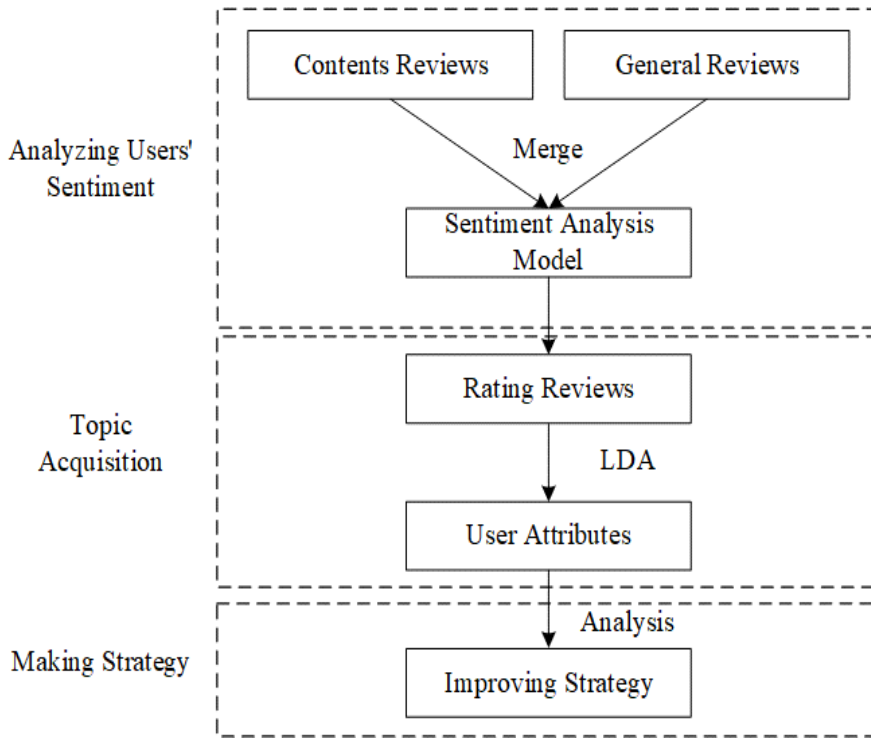 Contents Reviews
General Reviews
Analyzing Users'
Sentiment
Merge
Sentiment Analysis
Model
Topic
Acquisition
Rating Reviews
LDA
User Attributes
Making Strategy
Analysis
Improving Strategy